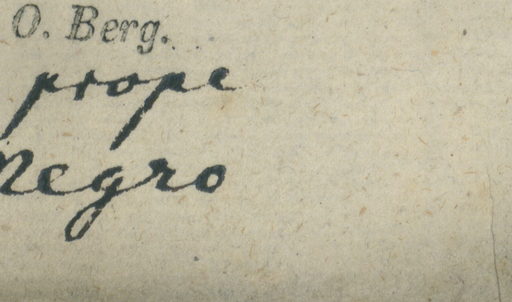 O. Berg.
prope
Negro